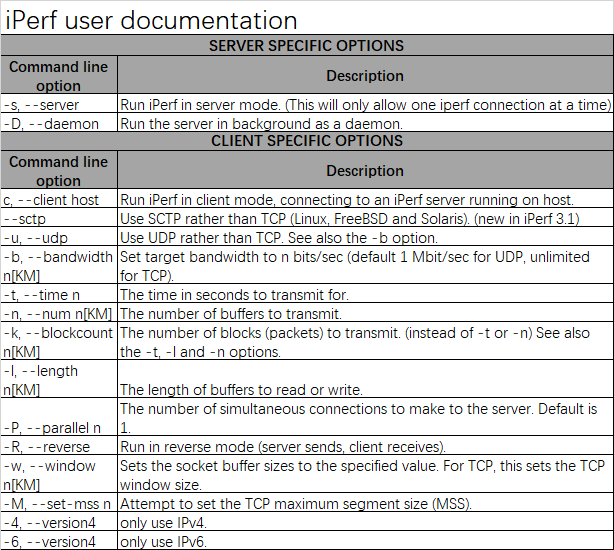 iPerf user documentation
SERVER SPECIFIC OPTIONS
Command line
option
Description
-s, --server
Run iPerf in server mode. (This will only allow one iperf connection at a time)
-D, --daemon
Run the server in background as a daemon.
CLIENT SPECIFIC OPTIONS
Command line
option
Description
c, --client host
Run iPerf in client mode, connecting to an iPerf server running on host.
--sctp
Use SCTP rather than TCP (Linux, FreeBSD and Solaris). (new in iPerf 3.1)
-u, --udp
Use UDP rather than TCP. See also the -b option.
-b, --bandwidth
n[KM]
Set target bandwidth to n bits/sec (default 1 Mbit/sec for UDP, unlimited
for TCP).
-t, --time n
The time in seconds to transmit for.
-n, --num n[KM]
The number of buffers to transmit.
-k, --blockcount
n[KM]
The number of blocks (packets) to transmit. (instead of -t or -n) See also
the -t, -l and -n options.
-l, --length
n[KM]
The length of buffers to read or write.
-P, --parallel n
The number of simultaneous connections to make to the server. Default is
1.
-R, --reverse
Run in reverse mode (server sends, client receives).
-w, --window
n[KM]
Sets the socket buffer sizes to the specified value. For TCP, this sets the TCP
window size.
-M, --set-mss n
Attempt to set the TCP maximum segment size (MSS).
-4, --version4
only use IPv4.
-6, --version4
only use IPv6.